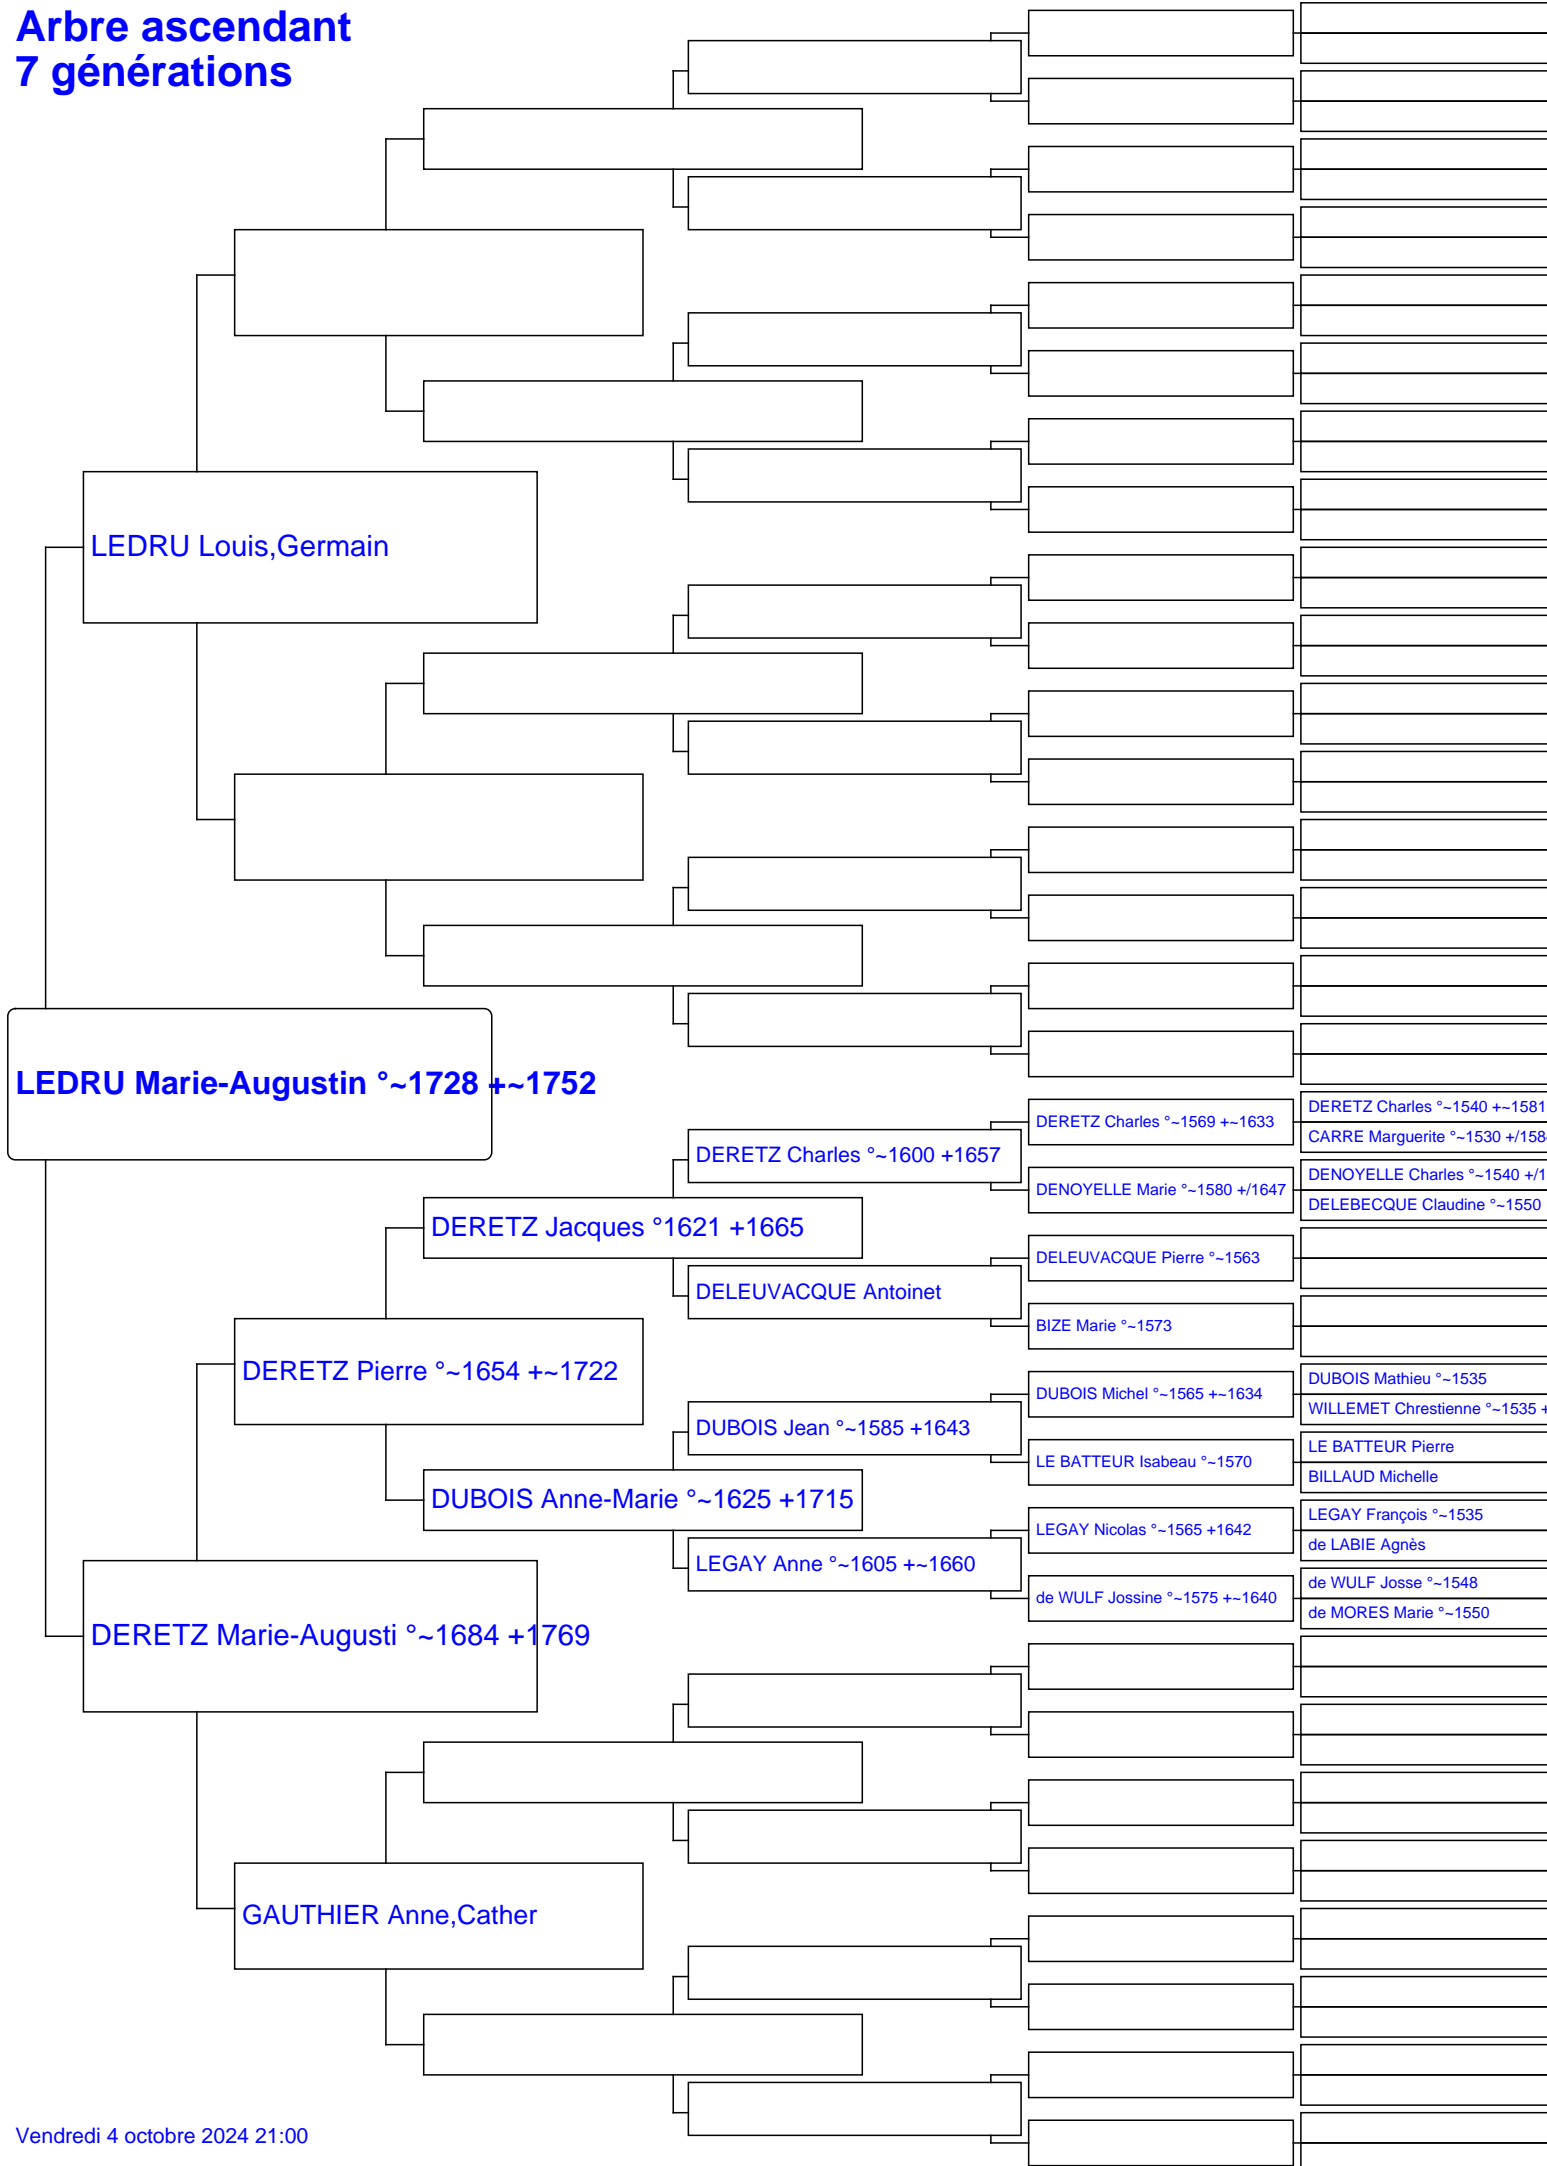 Arbre ascendant
7 générations
LEDRU Louis,Germain
LEDRU Marie-Augustin °~1728 +~1752
DERETZ Charles °~1569 +~1633
DERETZ Charles °~1540 +~1581
CARRE Marguerite °~1530 +/158
DERETZ Charles °~1600 +1657
DENOYELLE Marie °~1580 +/1647
DENOYELLE Charles °~1540 +/1
DELEBECQUE Claudine °~1550
DERETZ Jacques °1621 +1665
DELEUVACQUE Pierre °~1563
DELEUVACQUE Antoinet
BIZE Marie °~1573
DERETZ Pierre °~1654 +~1722
DUBOIS Michel °~1565 +~1634
DUBOIS Mathieu °~1535
WILLEMET Chrestienne °~1535 +
DUBOIS Jean °~1585 +1643
LE BATTEUR Isabeau °~1570
LE BATTEUR Pierre
BILLAUD Michelle
DUBOIS Anne-Marie °~1625 +1715
LEGAY Nicolas °~1565 +1642
LEGAY François °~1535
de LABIE Agnès
LEGAY Anne °~1605 +~1660
de WULF Jossine °~1575 +~1640
de WULF Josse °~1548
de MORES Marie °~1550
DERETZ Marie-Augusti °~1684 +1769
GAUTHIER Anne,Cather
Vendredi 4 octobre 2024 21:00